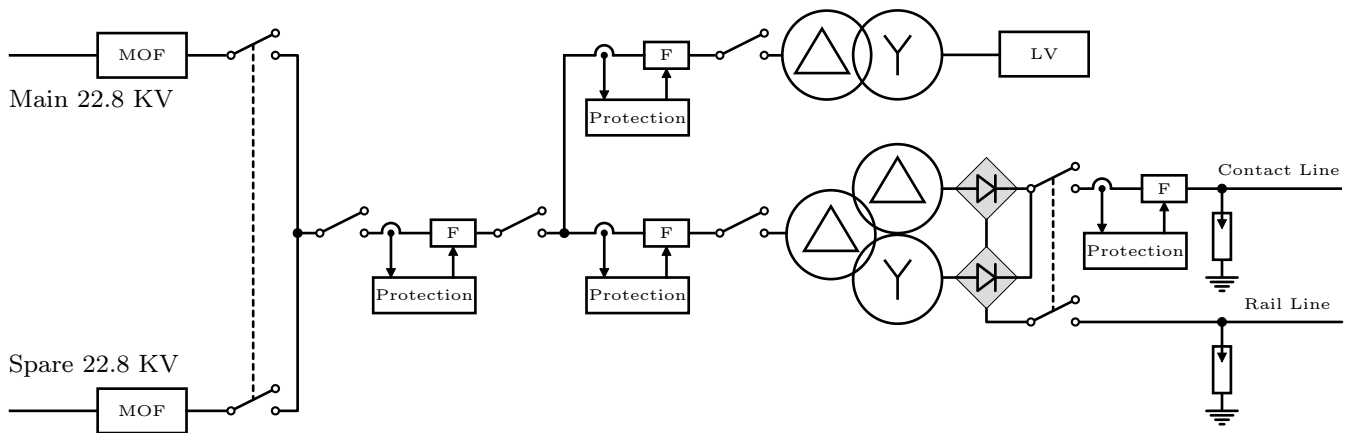 MOF
F
LV
Main 22.8 KV
Protection
Contact Line
F
F
F
Protection
Protection
Protection
Rail Line
Spare 22.8 KV
MOF